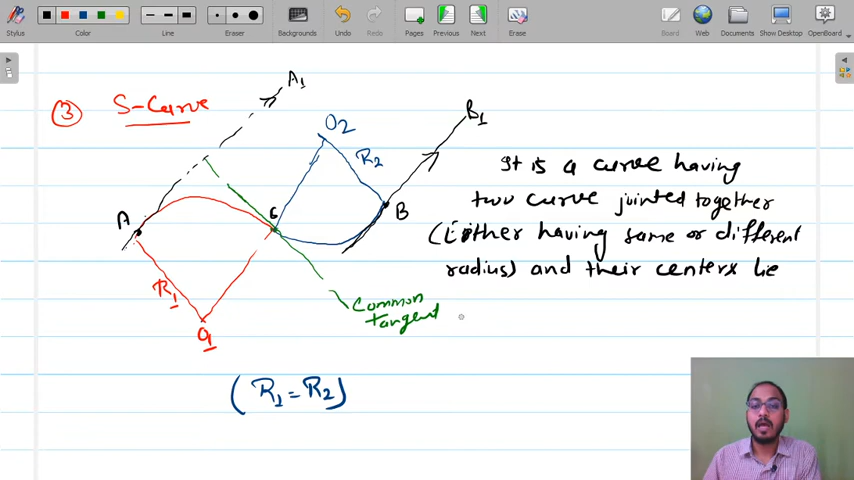 Stylus
Color
Line
Eraser
Backgrounds
Undo
Redo
Pages
Previous
Next
Erase
Board
Web
Documents
Show Desktop
OpenBoard
③ S-Curve
A1
O2
B1
R2
It is a curve having
two curve jointed together
(Either having same or different
radius) and their centers lie
A
C
B
R1
O1
Common
tangent
(R1 = R2)